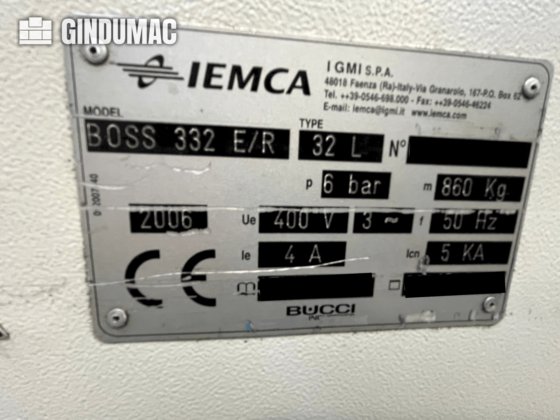 GINDUMAC
IEMCA
I GMI S.P.A.
48018 Faenza (Ra)-Italy-Via Granarolo, 167-P.O. Box 62
Tel. ++39-0546-698.000 - Fax: ++39-0546-46224
E-mail: iemca@igmi.it www.iemca.com
MODEL TYPE
BOSS 332 E/R 32 L N°
p 6 bar m 860 Kg
2006 Ue 400 V 3 ~ f 50 Hz
Ie 4 A Icn 5 KA
CE
BUCCI
INC